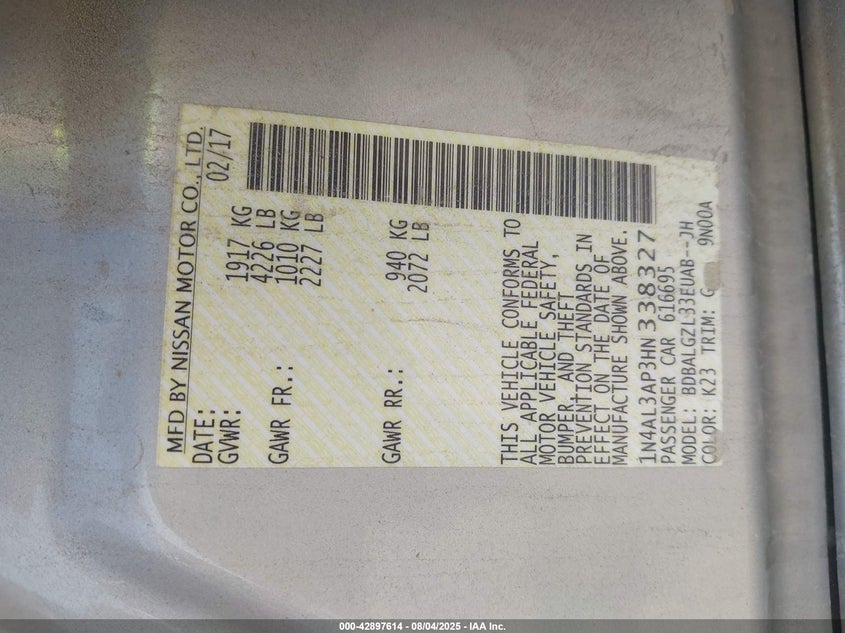 MFD BY NISSAN MOTOR CO., LTD.
DATE: 02/17
GVWR: 1917 KG
4226 LB
GAWR FR.: 1010 KG
2227 LB
GAWR RR.: 940 KG
2072 LB
THIS VEHICLE CONFORMS TO
ALL APPLICABLE FEDERAL
MOTOR VEHICLE SAFETY,
BUMPER, AND THEFT
PREVENTION STANDARDS IN
EFFECT ON THE DATE OF
MANUFACTURE SHOWN ABOVE.
1N4AL3AP3HN338327
PASSENGER CAR 616695
MODEL: BDBALGZL33EUAB--JH
COLOR: K23 TRIM: G 9N00A
000-42897614 - 08/04/2025 - IAA Inc.